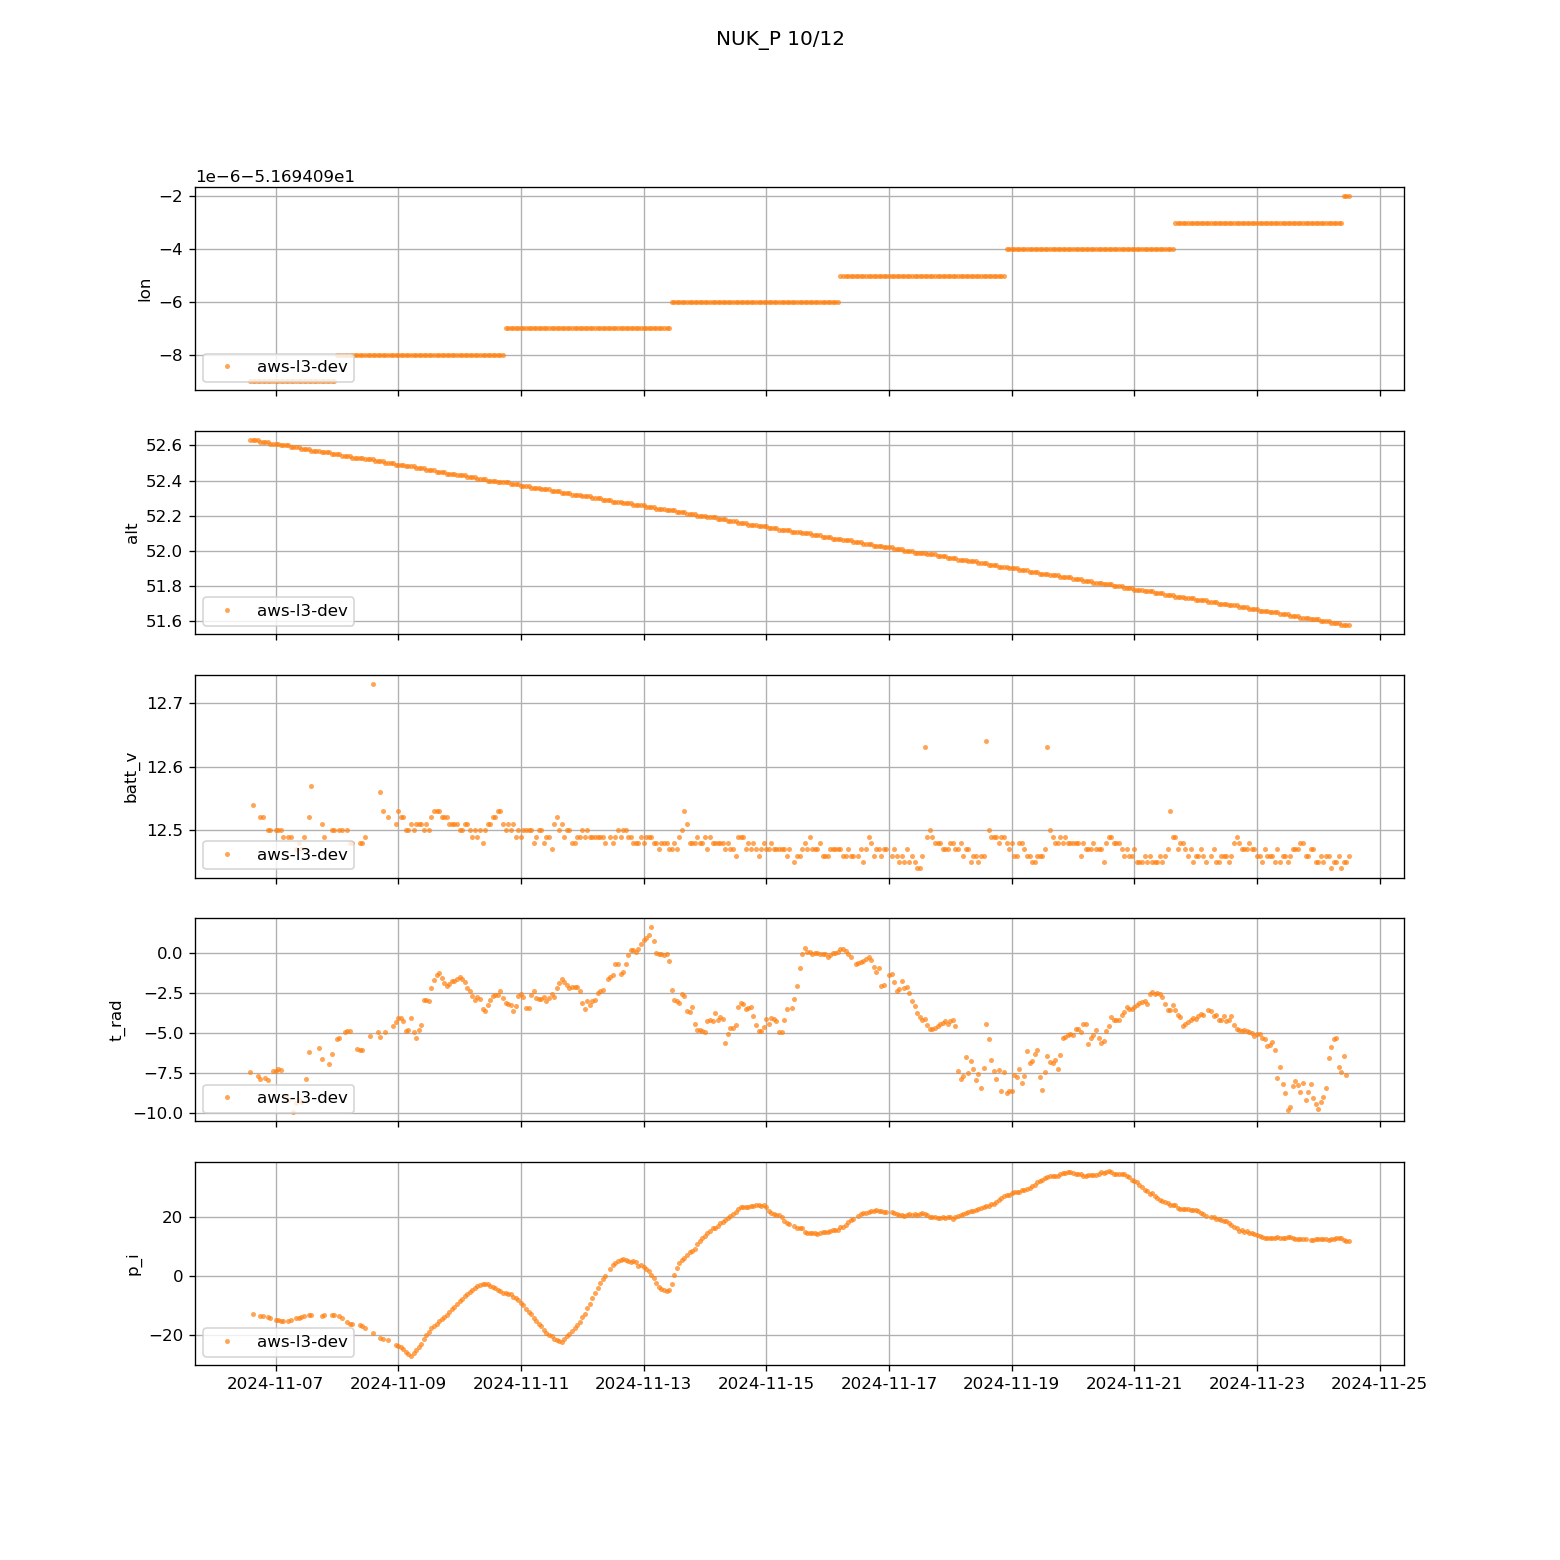 NUK_P 10/12
1e−6−5.169409e1
−2
−4
−6
−8
lon
aws-l3-dev
52.6
52.4
52.2
52.0
51.8
51.6
alt
aws-l3-dev
12.7
12.6
12.5
batt_v
aws-l3-dev
0.0
−2.5
−5.0
−7.5
−10.0
t_rad
aws-l3-dev
20
0
−20
p_i
aws-l3-dev
2024-11-07 2024-11-09 2024-11-11 2024-11-13 2024-11-15 2024-11-17 2024-11-19 2024-11-21 2024-11-23 2024-11-25